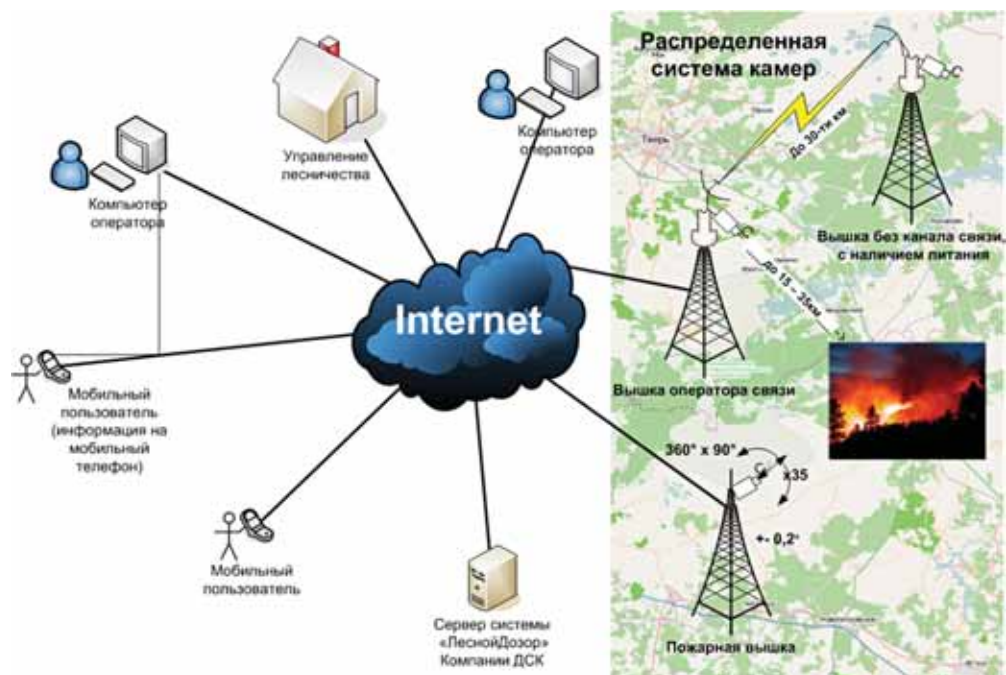 Распределенная
система камер
До 30-ти км
Тверь
Вышка без канала связи,
с наличием питания
до 15 – 35км
Вышка оператора связи
360° x 90°
x35
+- 0,2°
Пожарная вышка
Компьютер
оператора
Управление
лесничества
Компьютер
оператора
Internet
Мобильный
пользователь
(информация на
мобильный
телефон)
Мобильный
пользователь
Сервер системы
«ЛеснойДозор»
Компании ДСК